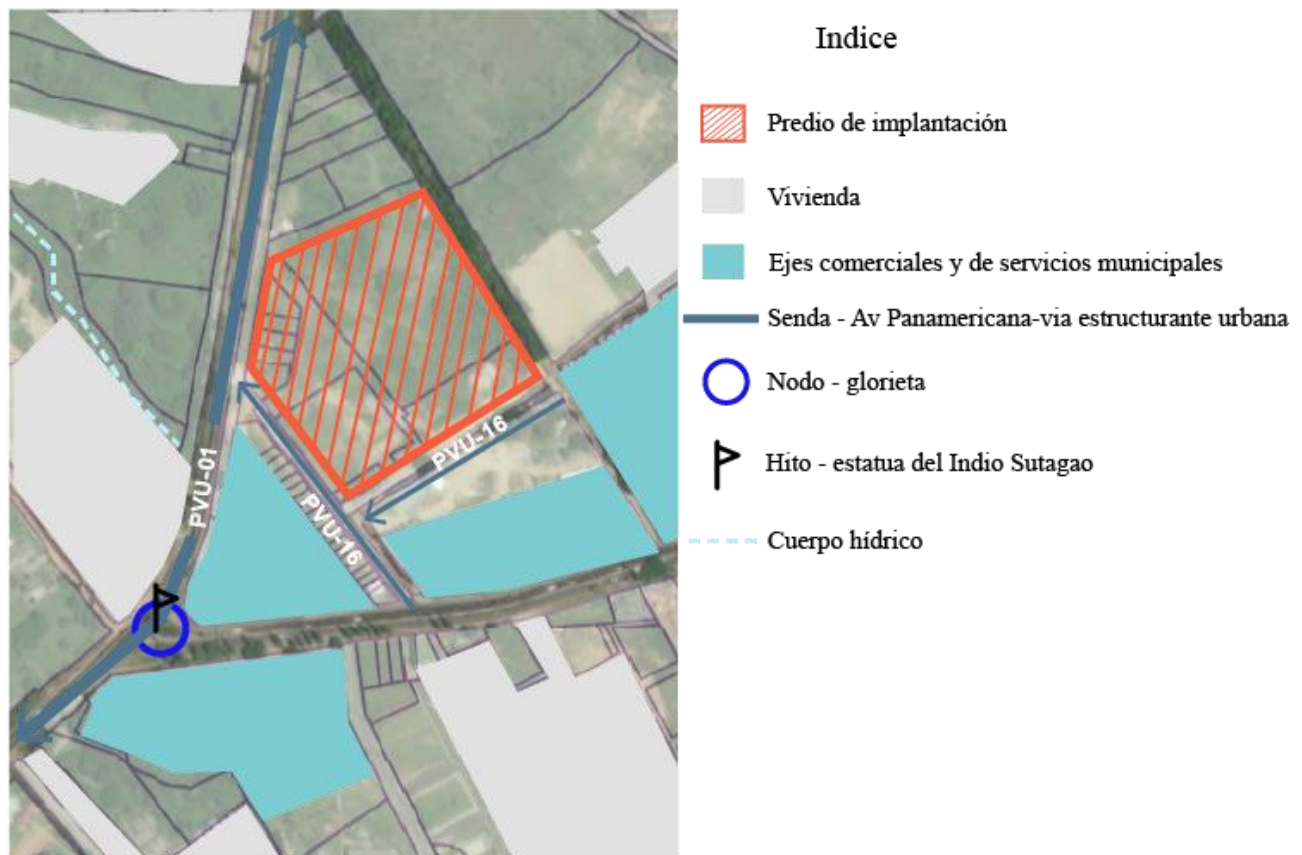 Indice
Predio de implantación
Vivienda
Ejes comerciales y de servicios municipales
Senda - Av Panamericana-via estructurante urbana
Nodo - glorieta
Hito - estatua del Indio Sutagao
Cuerpo hídrico
PVU-16
PVU-01
PVU-16